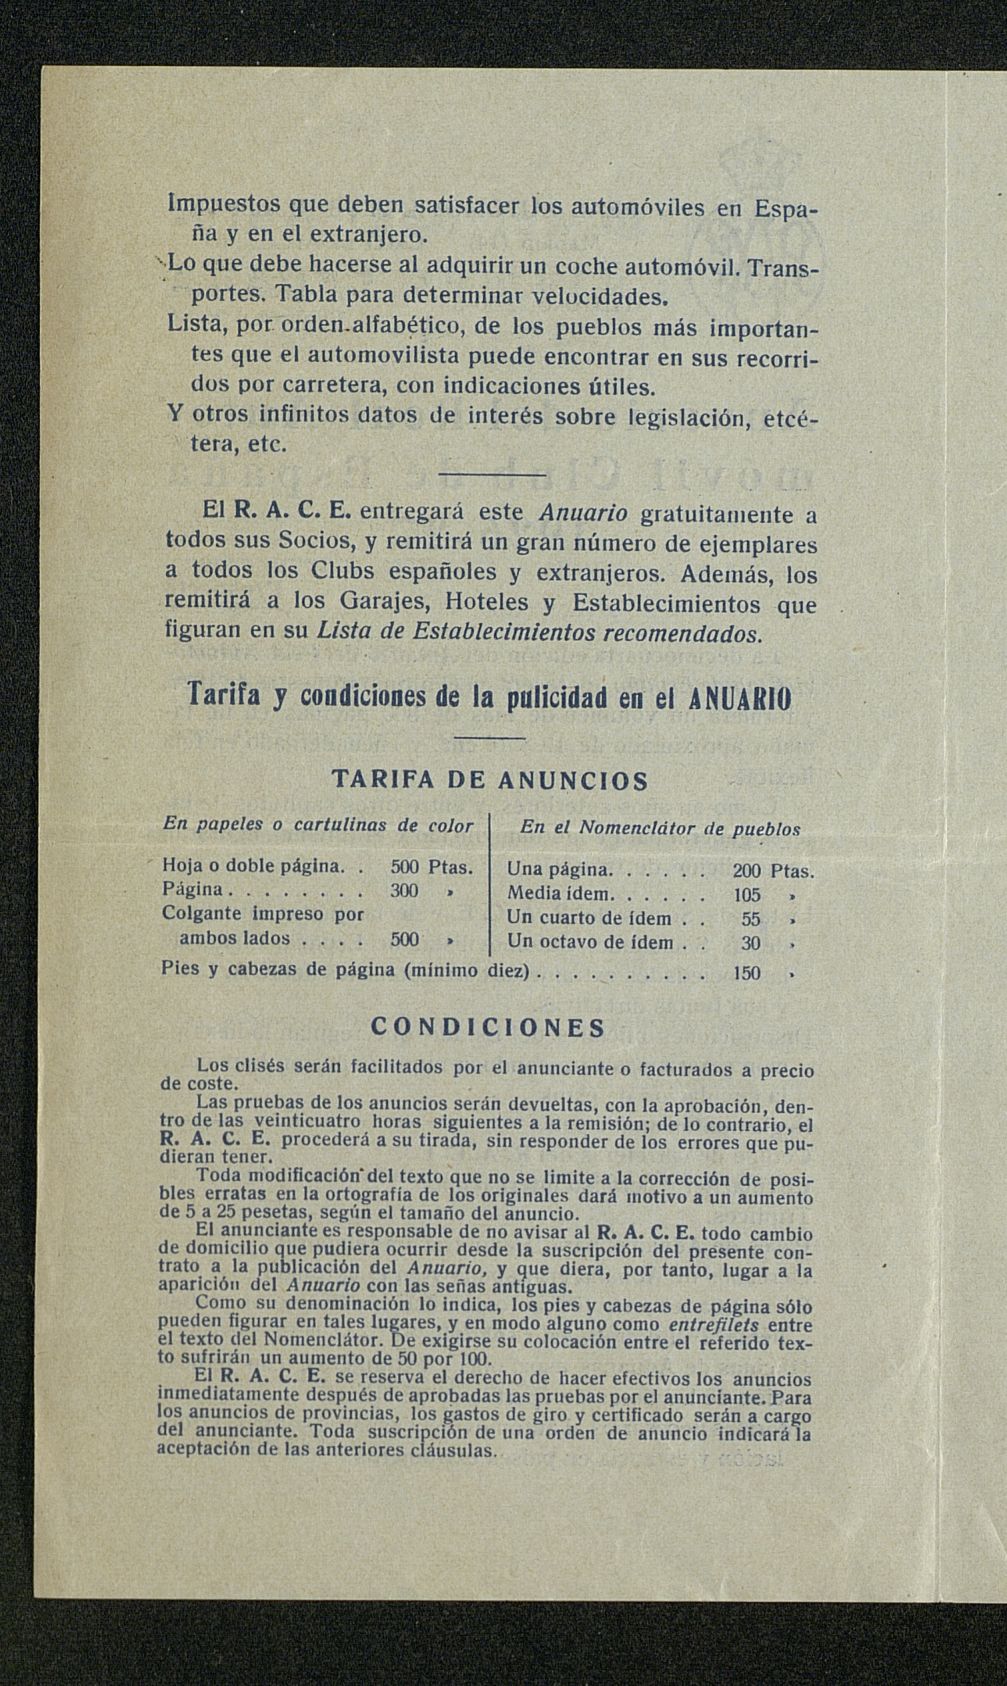 Impuestos que deben satisfacer los automóviles en Espa-
ña y en el extranjero.
Lo que debe hacerse al adquirir un coche automóvil. Trans-
portes. Tabla para determinar velocidades.
Lista, por orden alfabético, de los pueblos más importan-
tes que el automovilista puede encontrar en sus recorri-
dos por carretera, con indicaciones útiles.
Y otros infinitos datos de interés sobre legislación, etcé-
tera, etc.
El R. A. C. E. entregará este Anuario gratuitamente a
todos sus Socios, y remitirá un gran número de ejemplares
a todos los Clubs españoles y extranjeros. Además, los
remitirá a los Garajes, Hoteles y Establecimientos que
figuran en su Lista de Establecimientos recomendados.
Tarifa y condiciones de la pulicidad en el ANUARIO
TARIFA DE ANUNCIOS
En papeles o cartulinas de color
Hoja o doble página. . 500 Ptas.
Página . . . . . . . . 300 »
Colgante impreso por
ambos lados . . . . 500 »
En el Nomenclátor de pueblos
Una página. . . . . . 200 Ptas.
Media ídem. . . . . . 105 »
Un cuarto de ídem . . 55 »
Un octavo de ídem . . 30 »
Pies y cabezas de página (mínimo diez) . . . . . . . . . . 150 »
CONDICIONES
Los clisés serán facilitados por el anunciante o facturados a precio
de coste.
Las pruebas de los anuncios serán devueltas, con la aprobación, den-
tro de las veinticuatro horas siguientes a la remisión; de lo contrario, el
R. A. C. E. procederá a su tirada, sin responder de los errores que pu-
dieran tener.
Toda modificación del texto que no se limite a la corrección de posi-
bles erratas en la ortografía de los originales dará motivo a un aumento
de 5 a 25 pesetas, según el tamaño del anuncio.
El anunciante es responsable de no avisar al R. A. C. E. todo cambio
de domicilio que pudiera ocurrir desde la suscripción del presente con-
trato a la publicación del Anuario, y que diera, por tanto, lugar a la
aparición del Anuario con las señas antiguas.
Como su denominación lo indica, los pies y cabezas de página sólo
pueden figurar en tales lugares, y en modo alguno como entrefilets entre
el texto del Nomenclátor. De exigirse su colocación entre el referido tex-
to sufrirán un aumento de 50 por 100.
El R. A. C. E. se reserva el derecho de hacer efectivos los anuncios
inmediatamente después de aprobadas las pruebas por el anunciante. Para
los anuncios de provincias, los gastos de giro y certificado serán a cargo
del anunciante. Toda suscripción de una orden de anuncio indicará la
aceptación de las anteriores cláusulas.